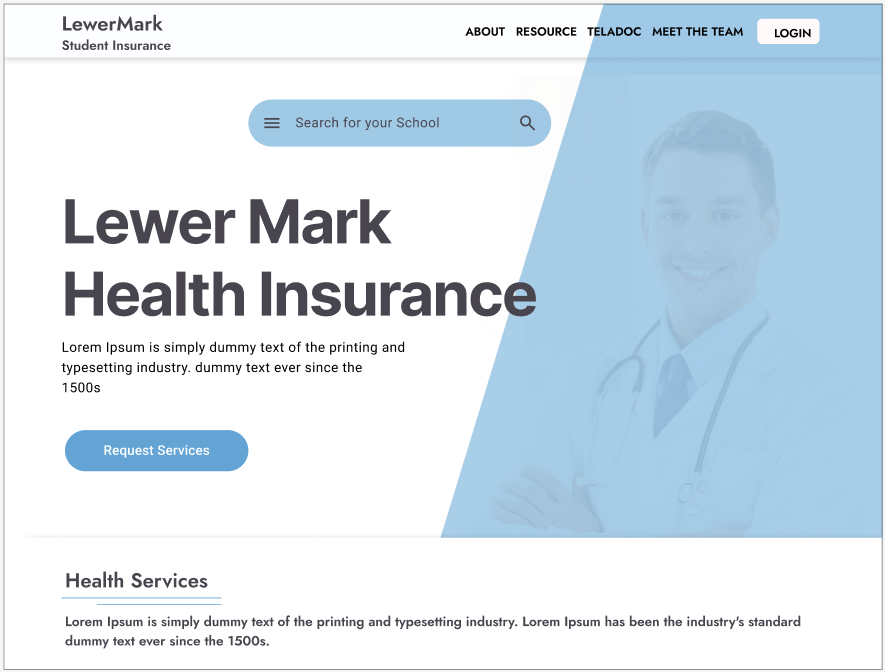 LewerMark
Student Insurance
ABOUT RESOURCE TELADOC MEET THE TEAM LOGIN
Search for your School
Lewer Mark
Health Insurance
Lorem Ipsum is simply dummy text of the printing and
typesetting industry. dummy text ever since the
1500s
Request Services
Health Services
Lorem Ipsum is simply dummy text of the printing and typesetting industry. Lorem Ipsum has been the industry's standard
dummy text ever since the 1500s.